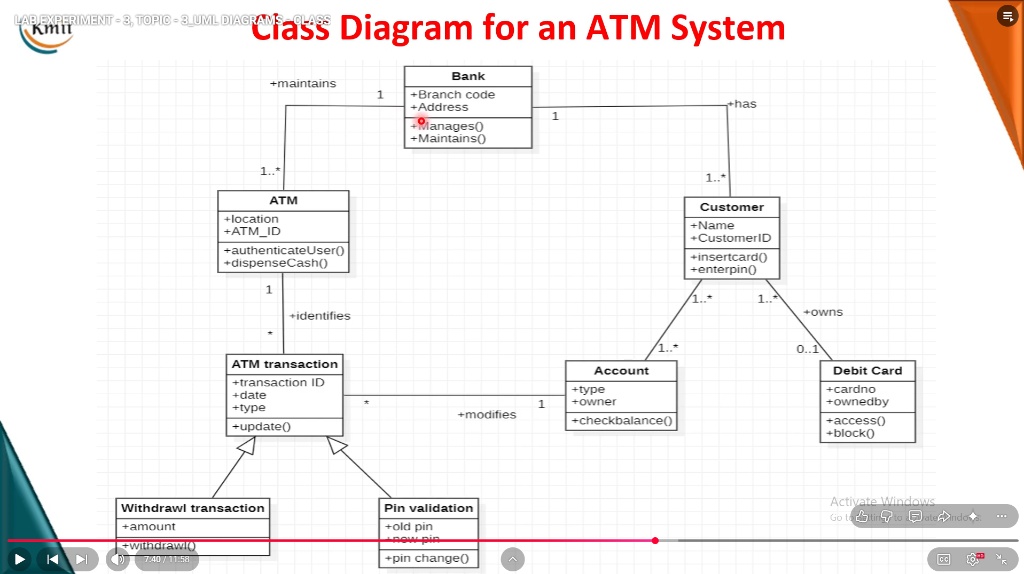 LAB EXPERIMENT - 3, TOPIC - 3_UML DIAGRAMS - CLASS
KMIT
Class Diagram for an ATM System
Bank
+Branch code
+Address
+Manages()
+Maintains()
+maintains
1
1..*
1
+has
1..*
ATM
+location
+ATM_ID
+authenticateUser()
+dispenseCash()
Customer
+Name
+CustomerID
+insertcard()
+enterpin()
1
+identifies
*
1..*
1..*
1..*
+owns
0..1
ATM transaction
+transaction ID
+date
+type
+update()
*
+modifies
1
Account
+type
+owner
+checkbalance()
Debit Card
+cardno
+ownedby
+access()
+block()
Withdrawl transaction
+amount
+withdrawl()
Pin validation
+old pin
+new pin
+pin change()
Activate Windows
7:40 / 11:58
CC